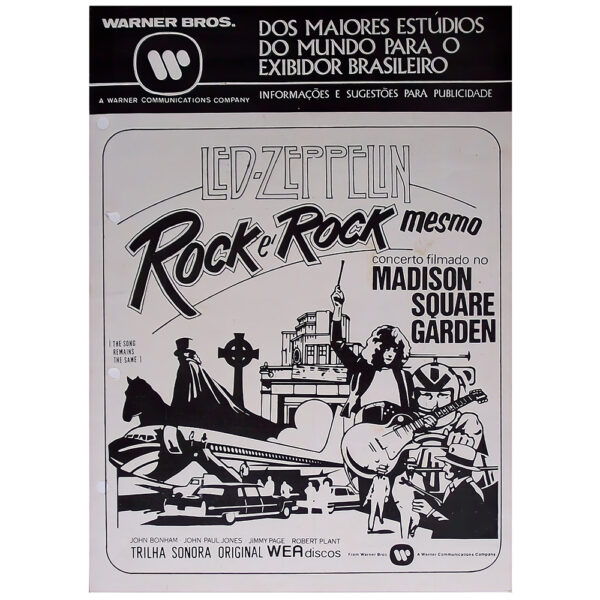 WARNER BROS.
A WARNER COMMUNICATIONS COMPANY
DOS MAIORES ESTÚDIOS
DO MUNDO PARA O
EXIBIDOR BRASILEIRO
INFORMAÇÕES E SUGESTÕES PARA PUBLICIDADE
LED-ZEPPELIN
ROCK é ROCK mesmo
concerto filmado no
MADISON
SQUARE
GARDEN
( THE SONG
REMAINS
THE SAME )
JOHN BONHAM JOHN PAUL JONES JIMMY PAGE ROBERT PLANT
TRILHA SONORA ORIGINAL WEA discos
From Warner Bros. A Warner Communications Company